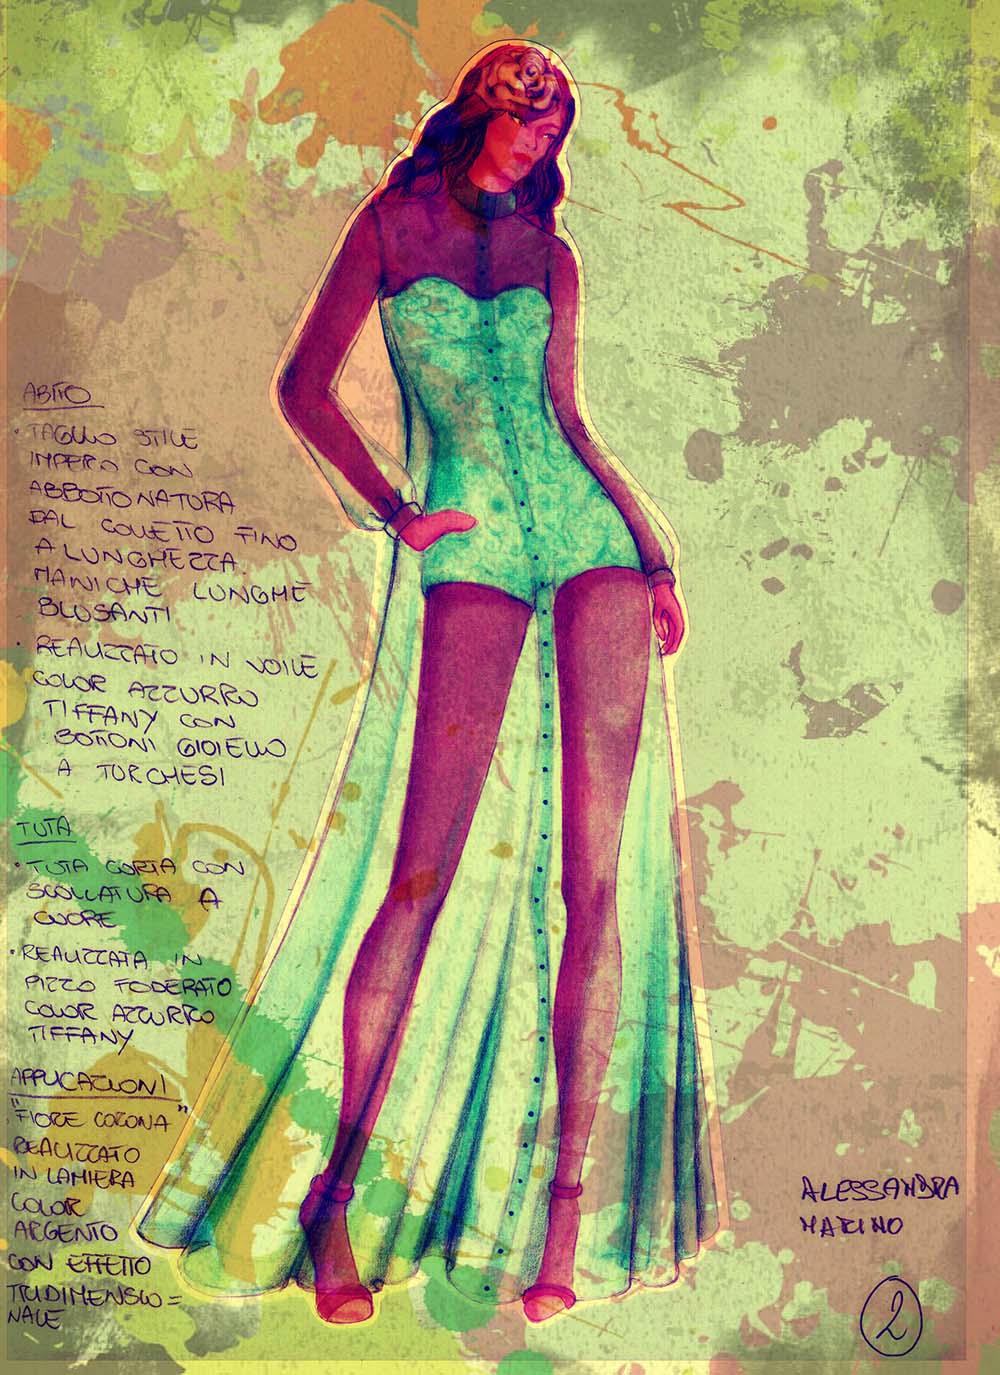 ABITO
• TAGLIO STILE
IMPERO CON
ABBOTTONATURA
DAL COLLETTO FINO
A LUNGHEZZA.
MANICHE LUNGHE
BLUSANTI
• REALIZZATO IN VOILE
COLOR AZZURRO
TIFFANY CON
BOTTONI GIOIELLO
A TURCHESI
TUTA
• TUTA CORTA CON
SCOLLATURA A
CUORE
• REALIZZATA IN
PIZZO FODERATO
COLOR AZZURRO
TIFFANY
APPLICAZIONI
"FIORE CORONA"
REALIZZATO
IN LAMIERA
COLOR
ARGENTO
CON EFFETTO
TRIDIMENSIO=
NALE
ALESSANDRA
MARINO
2